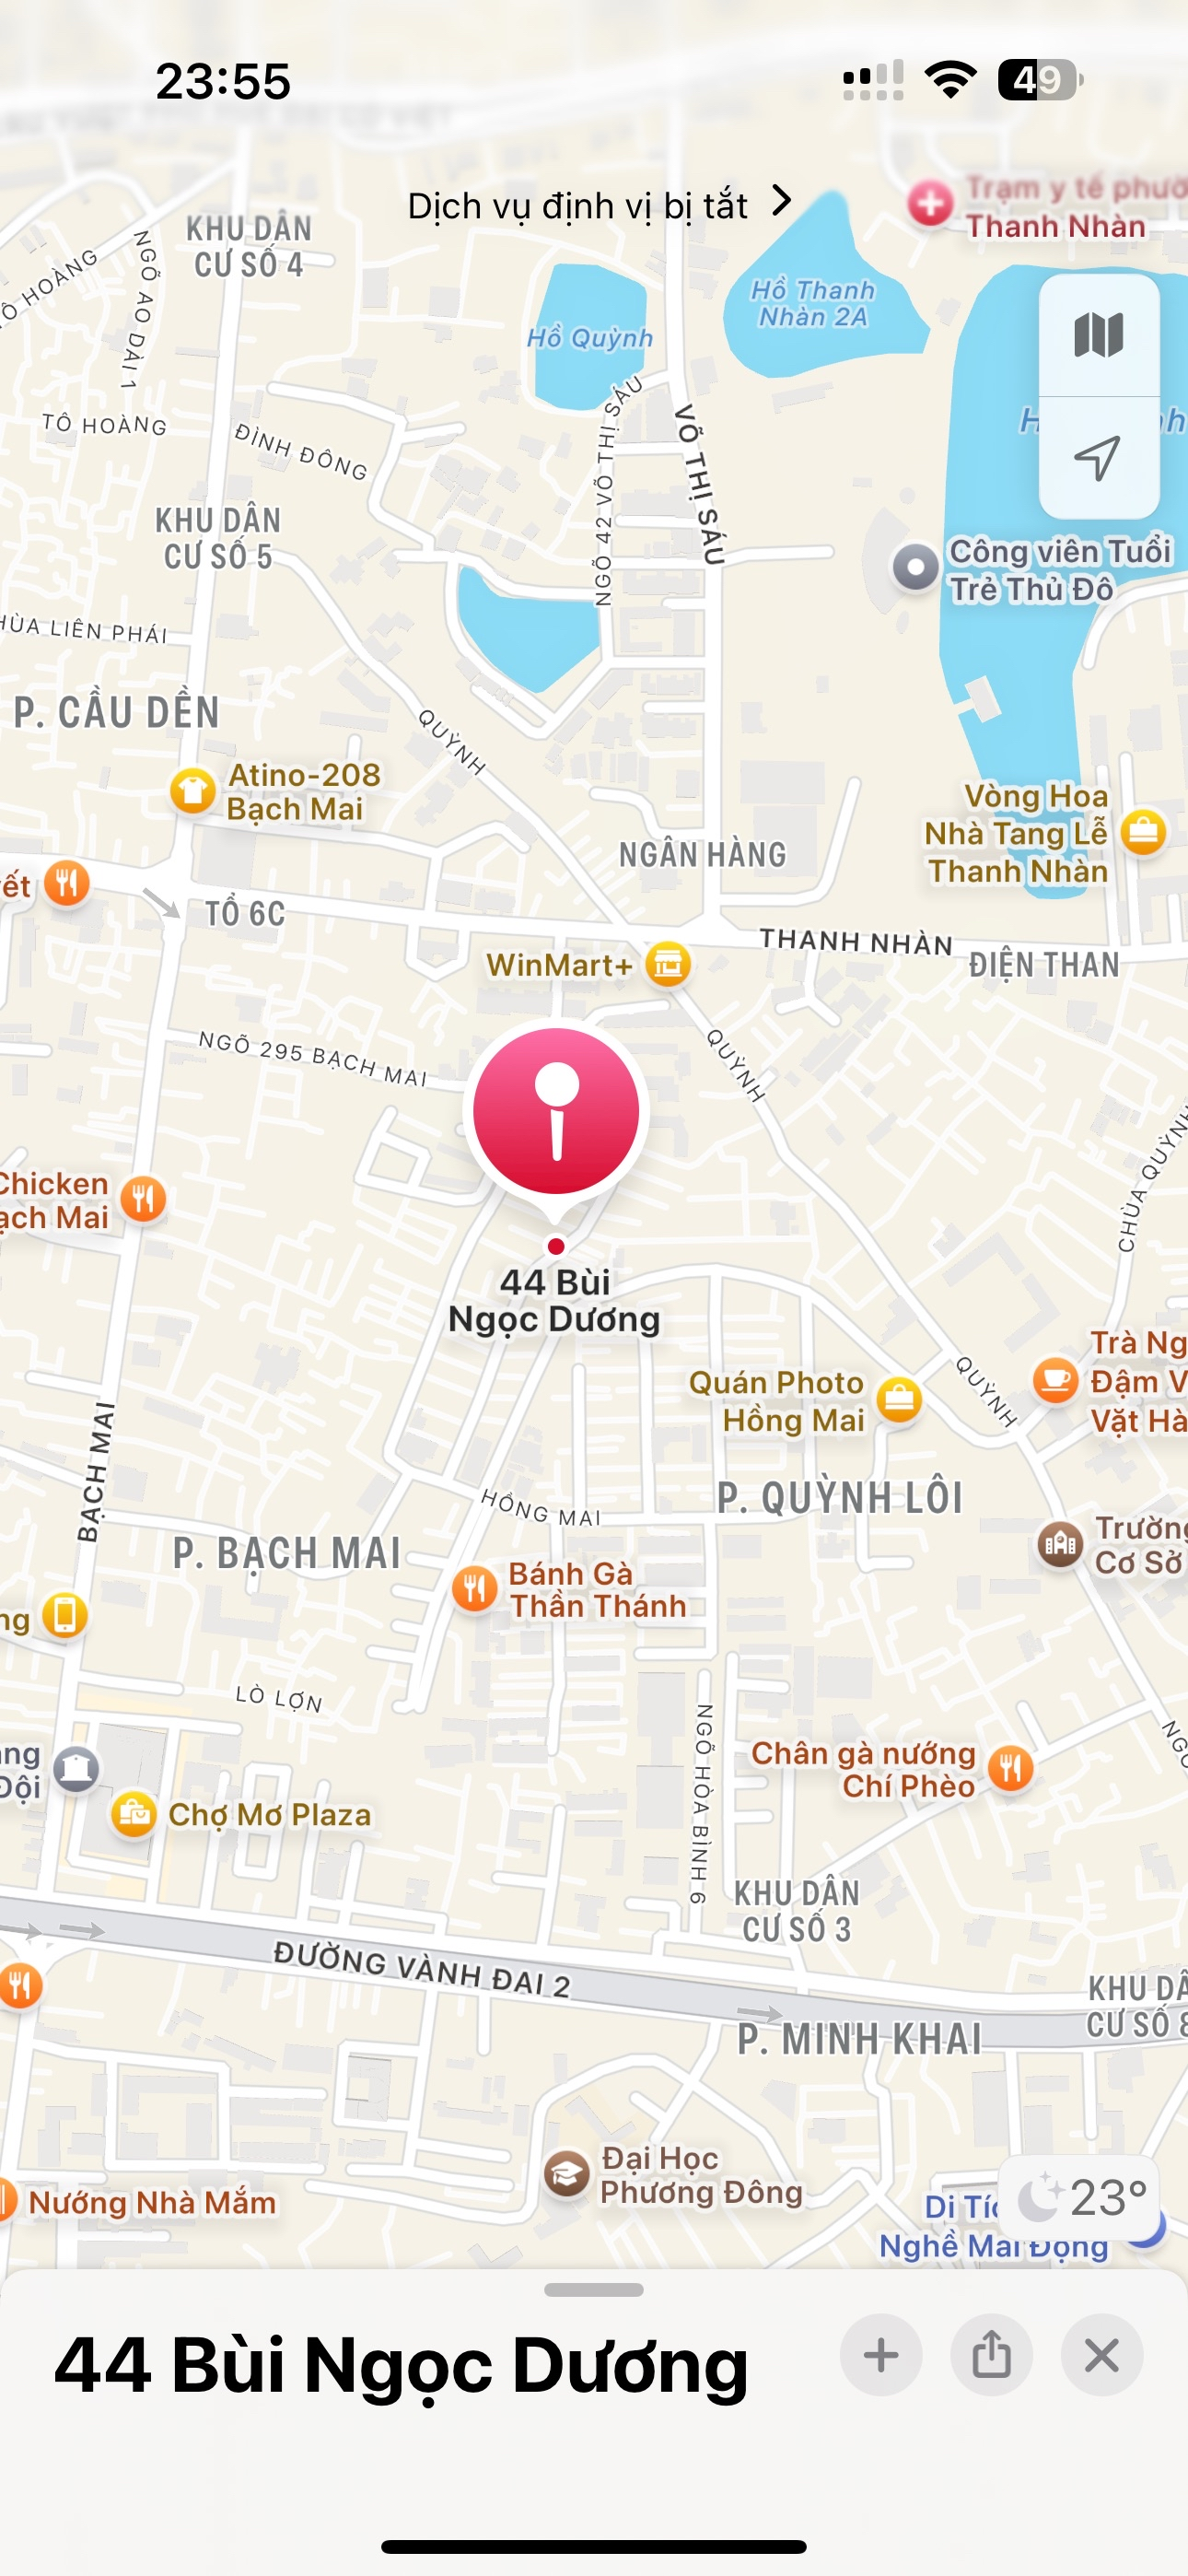 23:55
49
Dịch vụ định vị bị tắt
Trạm y tế phườ
Thanh Nhàn
KHU DÂN
CƯ SỐ 4
NGÕ AO DÀI 1
Ô HOÀNG
Hồ Thanh
Nhàn 2A
Hồ Quỳnh
TÔ HOÀNG
ĐÌNH ĐÔNG
NGÕ 42 VÕ THỊ SÁU
VÕ THỊ SÁU
KHU DÂN
CƯ SỐ 5
Công viên Tuổi
Trẻ Thủ Đô
HÙA LIÊN PHÁI
P. CẦU DỀN
QUỲNH
Atino-208
Bạch Mai
Vòng Hoa
Nhà Tang Lễ
Thanh Nhàn
NGÂN HÀNG
ết
TỔ 6C
THANH NHÀN
WinMart+
ĐIỆN THAN
NGÕ 295 BẠCH MAI
QUỲNH
CHÙA QUỲNH
Chicken
ạch Mai
44 Bùi
Ngọc Dương
Trà Ng
Đậm V
Vặt Hà
Quán Photo
Hồng Mai
QUỲNH
BẠCH MAI
P. QUỲNH LÔI
HỒNG MAI
Trường
Cơ Sở
P. BẠCH MAI
Bánh Gà
Thần Thánh
ng
LÒ LỢN
NGÕ HÒA BÌNH 6
NGÕ
Chân gà nướng
Chí Phèo
ang
Đội
Chợ Mơ Plaza
KHU DÂN
CƯ SỐ 3
ĐƯỜNG VÀNH ĐAI 2
KHU DÂ
CƯ SỐ 8
P. MINH KHAI
Đại Học
Phương Đông
Nướng Nhà Mắm
23°
Di Tíc
Nghề Mai Động
44 Bùi Ngọc Dương